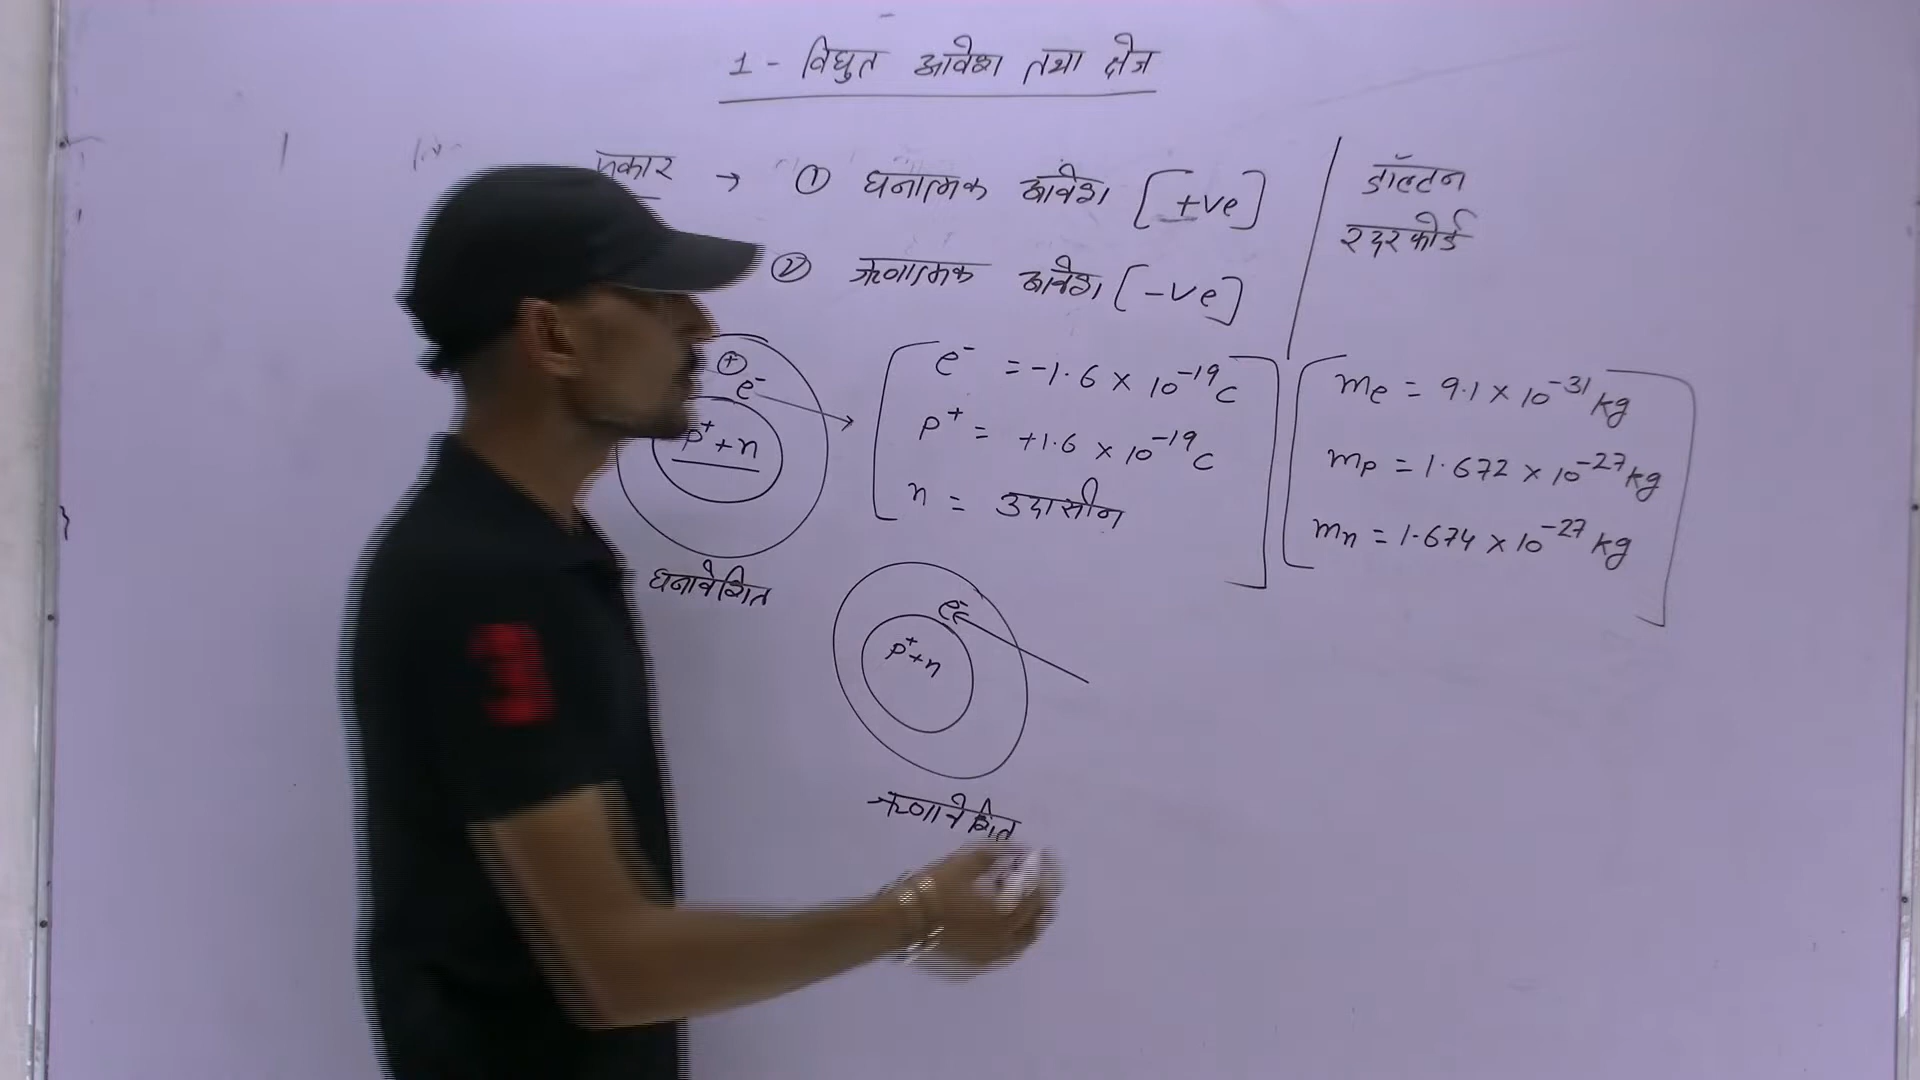 1 - विधुत आवेश तथा क्षेत्र
प्रकार → ① धनात्मक आवेश [+ve]
② ऋणात्मक आवेश [-ve]
डॉल्टन
रदरफोर्ड
+
e⁻
p⁺+n
धनावेशित
e⁻ = -1.6 × 10⁻¹⁹ C
p⁺ = +1.6 × 10⁻¹⁹ C
n = उदासीन
me = 9.1 × 10⁻³¹ kg
mp = 1.672 × 10⁻²⁷ kg
mn = 1.674 × 10⁻²⁷ kg
e⁻
p⁺+n
ऋणावेशित
3